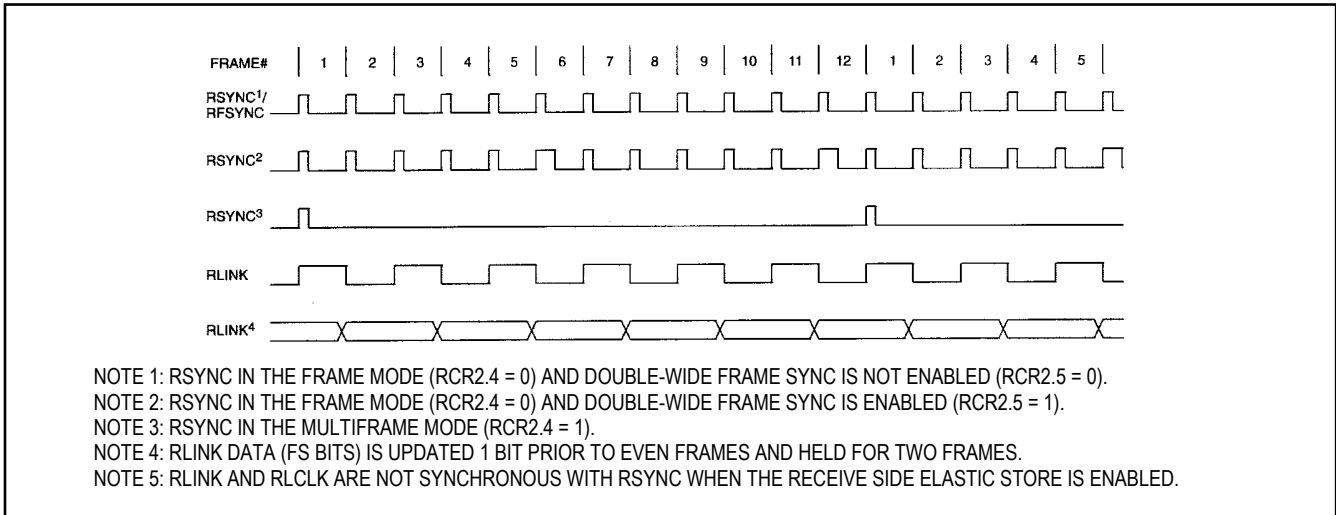 FRAME# 1 2 3 4 5 6 7 8 9 10 11 12 1 2 3 4 5
RSYNC¹/
RFSYNC
RSYNC²
RSYNC³
RLINK
RLINK⁴
NOTE 1: RSYNC IN THE FRAME MODE (RCR2.4 = 0) AND DOUBLE-WIDE FRAME SYNC IS NOT ENABLED (RCR2.5 = 0).
NOTE 2: RSYNC IN THE FRAME MODE (RCR2.4 = 0) AND DOUBLE-WIDE FRAME SYNC IS ENABLED (RCR2.5 = 1).
NOTE 3: RSYNC IN THE MULTIFRAME MODE (RCR2.4 = 1).
NOTE 4: RLINK DATA (FS BITS) IS UPDATED 1 BIT PRIOR TO EVEN FRAMES AND HELD FOR TWO FRAMES.
NOTE 5: RLINK AND RLCLK ARE NOT SYNCHRONOUS WITH RSYNC WHEN THE RECEIVE SIDE ELASTIC STORE IS ENABLED.